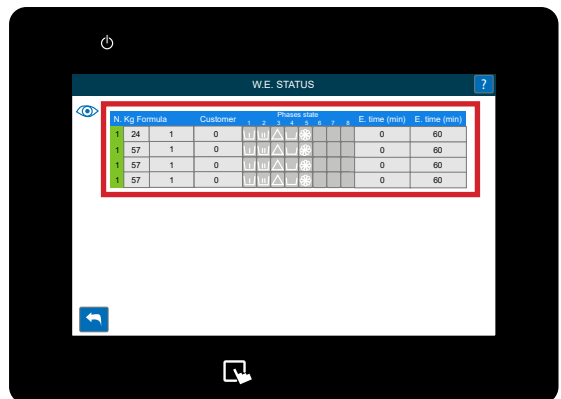 W.E. STATUS ?
N. Kg Formula Customer Phases state E. time (min) E. time (min)
1 2 3 4 5 6 7 8
1 24 1 0 0 60
1 57 1 0 0 60
1 57 1 0 0 60
1 57 1 0 0 60